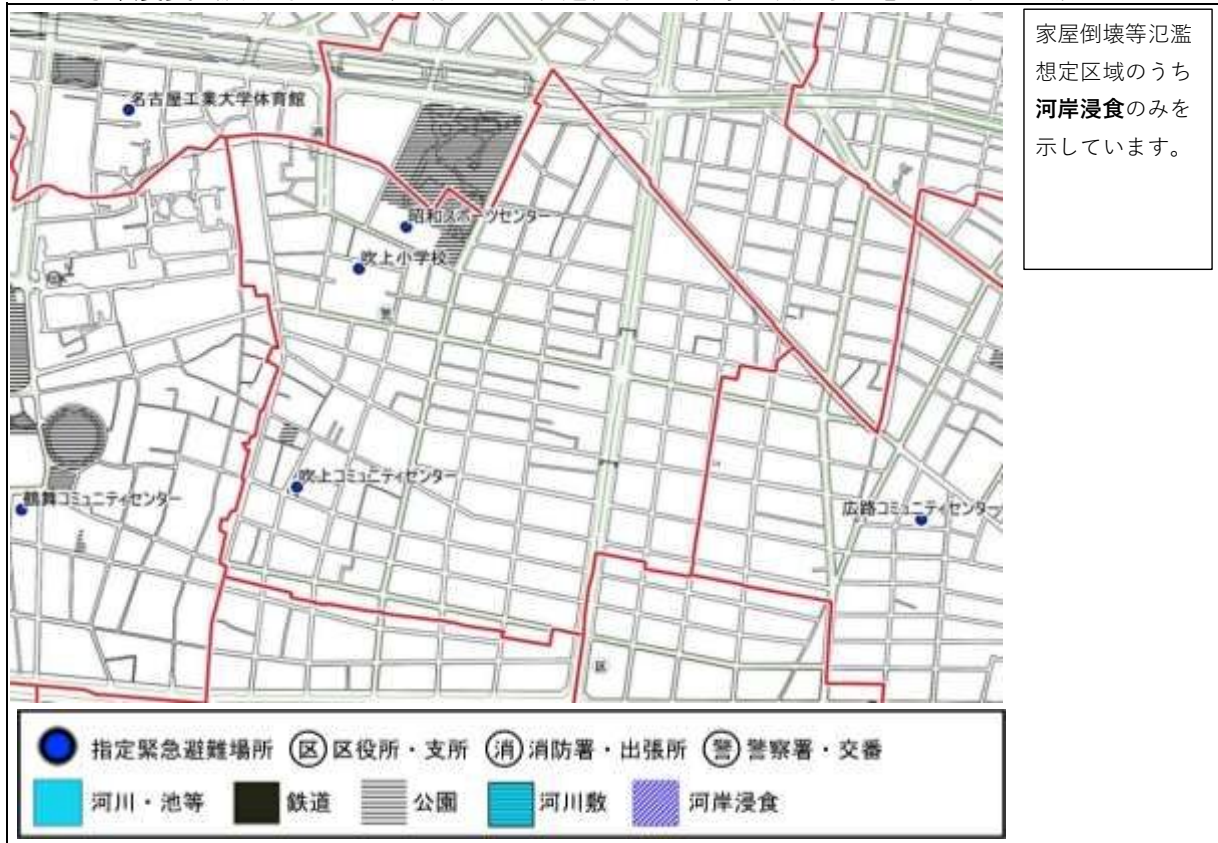 家屋倒壊等氾濫
想定区域のうち
河岸浸食のみを
示しています。
名古屋工業大学体育館
消
昭和スポーツセンター
吹上小学校
警
吹上コミュニティセンター
鶴舞コミュニティセンター
広路コミュニティセンター
区
指定緊急避難場所 区 区役所・支所 消 消防署・出張所 警 警察署・交番
河川・池等 鉄道 公園 河川敷 河岸浸食